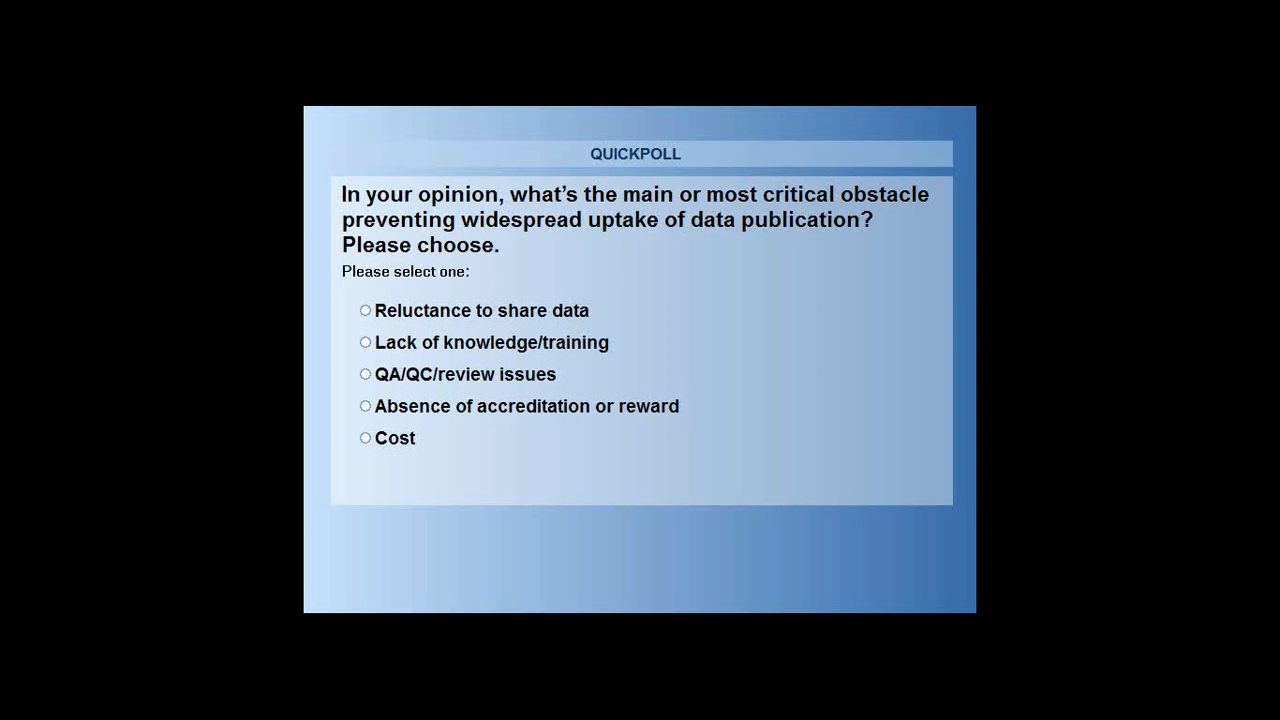 QUICKPOLL
In your opinion, what’s the main or most critical obstacle
preventing widespread uptake of data publication?
Please choose.
Please select one:
Reluctance to share data
Lack of knowledge/training
QA/QC/review issues
Absence of accreditation or reward
Cost